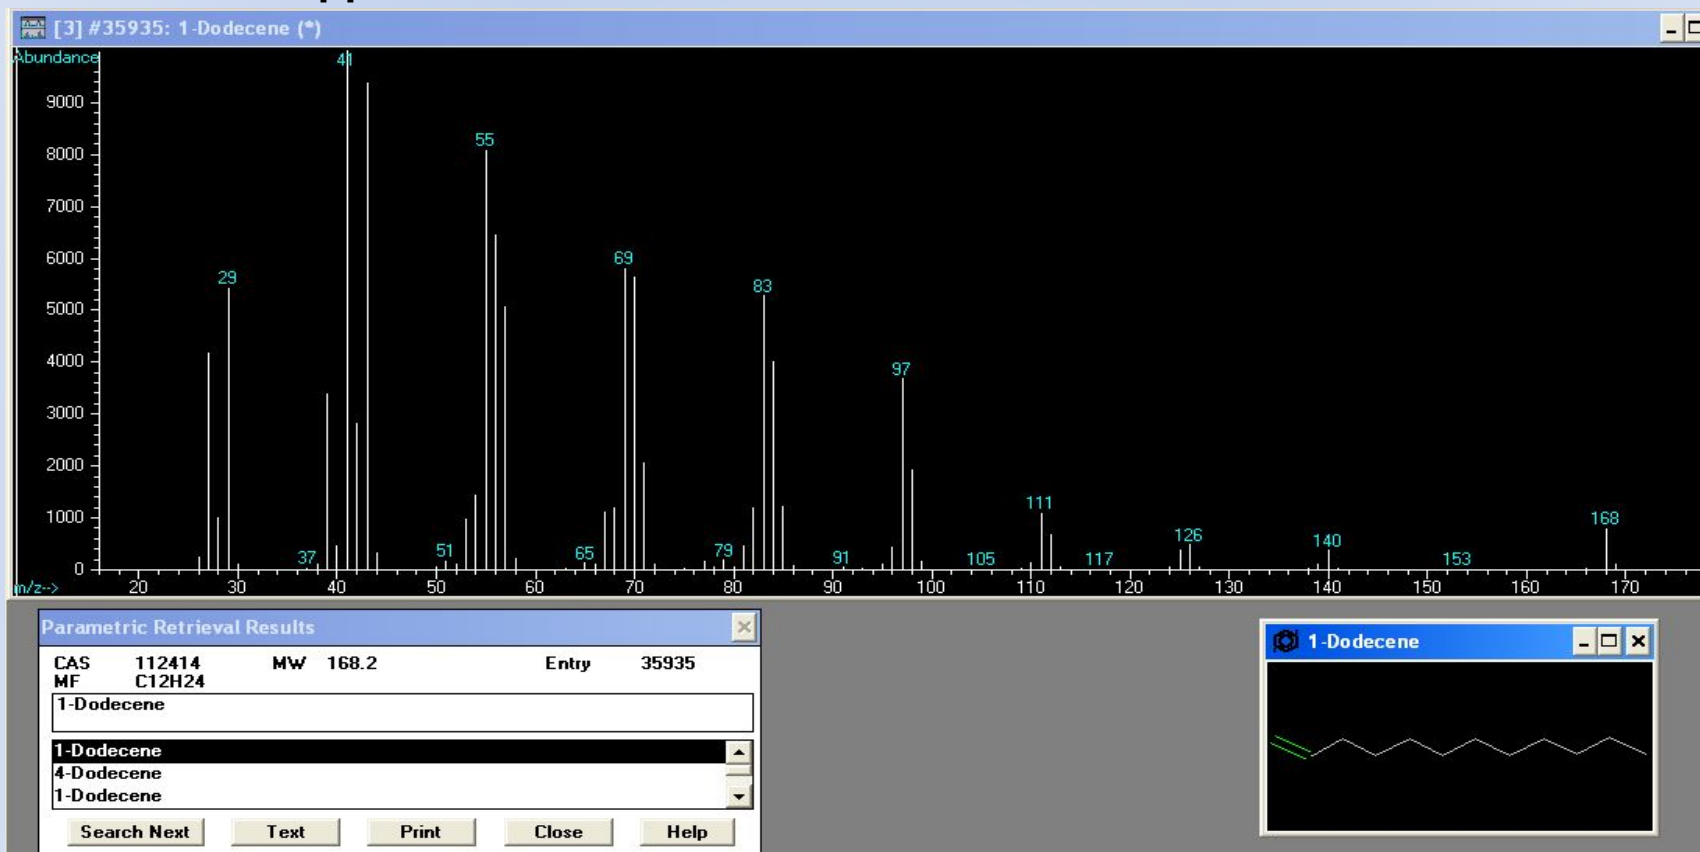 [3] #35935: 1-Dodecene (*)
Abundance
41
9000
8000
55
7000
6000
69
29
83
5000
4000
97
3000
2000
1000
111
168
37
51
65
79
91
105
117
126
140
153
0
m/z-->
20 30 40 50 60 70 80 90 100 110 120 130 140 150 160 170
Parametric Retrieval Results
CAS 112414 MW 168.2 Entry 35935
MF C12H24
1-Dodecene
1-Dodecene
4-Dodecene
1-Dodecene
Search Next Text Print Close Help
1-Dodecene